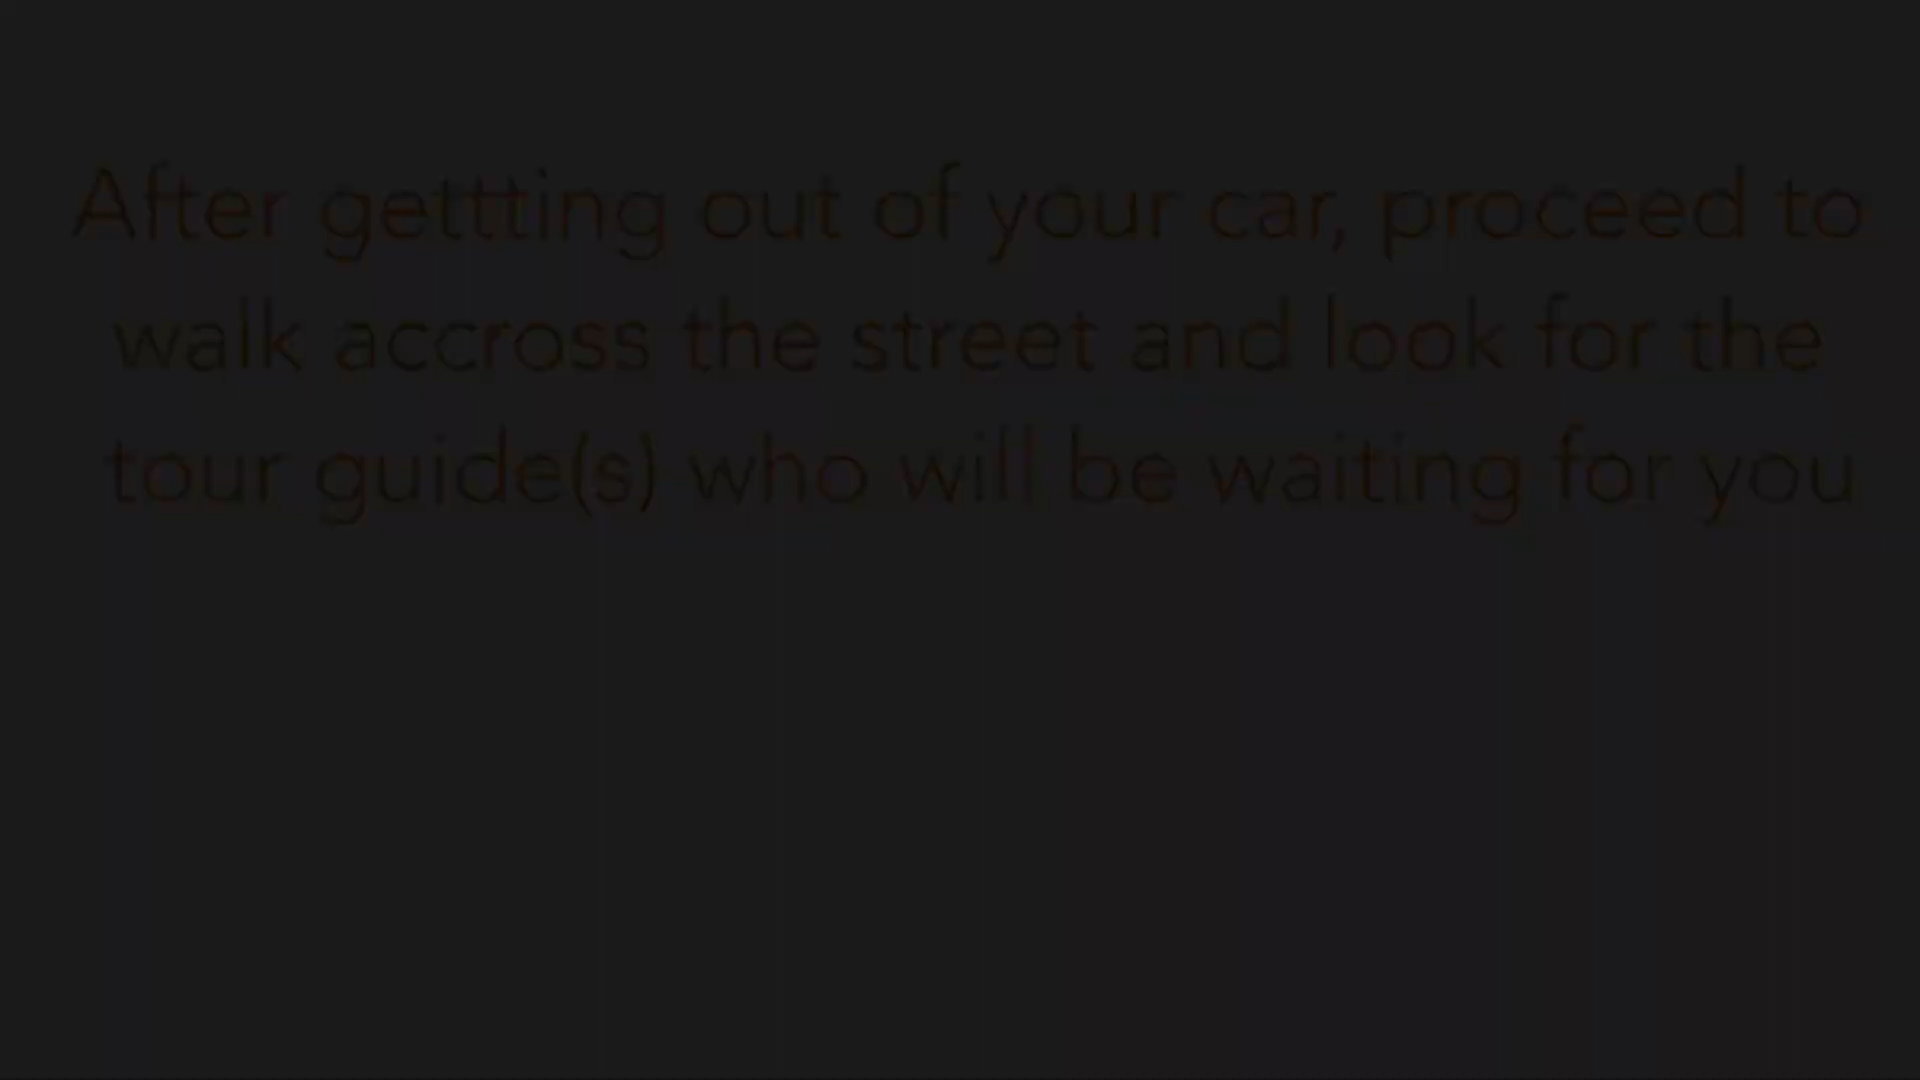 After gettting out of your car, proceed to
walk accross the street and look for the
tour guide(s) who will be waiting for you